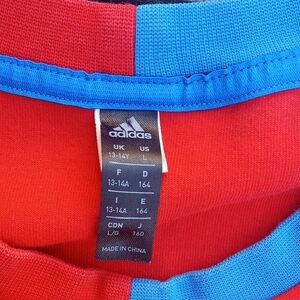 adidas
UK US
13-14Y L
F D
13-14A 164
I E
13-14A 164
CDN J
L/G 160
MADE IN CHINA